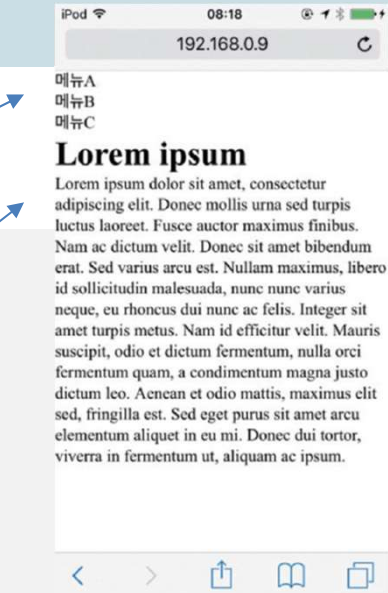 iPod 08:18
192.168.0.9
메뉴A
메뉴B
메뉴C
Lorem ipsum
Lorem ipsum dolor sit amet, consectetur
adipiscing elit. Donec mollis urna sed turpis
luctus laoreet. Fusce auctor maximus finibus.
Nam ac dictum velit. Donec sit amet bibendum
erat. Sed varius arcu est. Nullam maximus, libero
id sollicitudin malesuada, nunc nunc varius
neque, eu rhoncus dui nunc ac felis. Integer sit
amet turpis metus. Nam id efficitur velit. Mauris
suscipit, odio et dictum fermentum, nulla orci
fermentum quam, a condimentum magna justo
dictum leo. Aenean et odio mattis, maximus elit
sed, fringilla est. Sed eget purus sit amet arcu
elementum aliquet in eu mi. Donec dui tortor,
viverra in fermentum ut, aliquam ac ipsum.